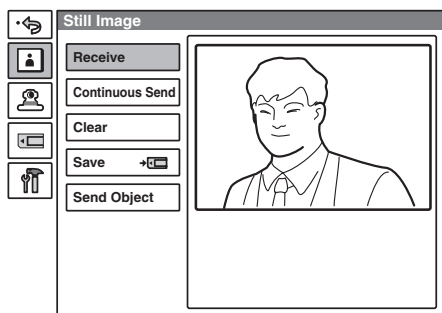 Still Image
Receive
Continuous Send
Clear
Save
Send Object